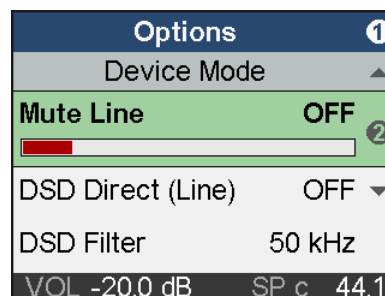 Options 1
Device Mode
Mute Line OFF
2
DSD Direct (Line) OFF
DSD Filter 50 kHz
VOL -20.0 dB SP c 44.1